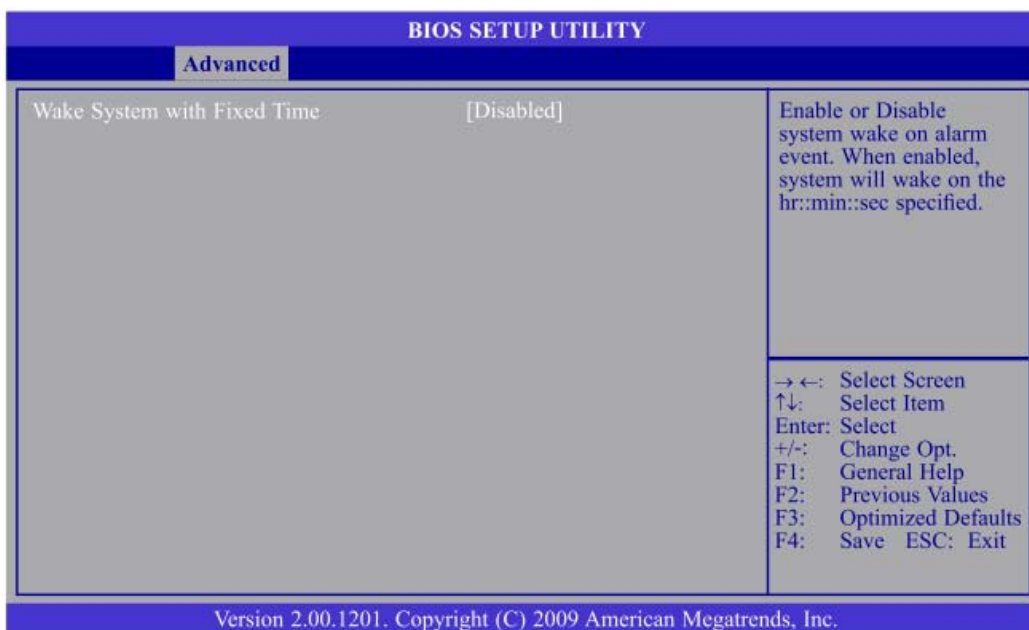 BIOS SETUP UTILITY
Advanced
Wake System with Fixed Time [Disabled]
Enable or Disable
system wake on alarm
event. When enabled,
system will wake on the
hr::min::sec specified.
→ ←: Select Screen
↑↓: Select Item
Enter: Select
+/-: Change Opt.
F1: General Help
F2: Previous Values
F3: Optimized Defaults
F4: Save ESC: Exit
Version 2.00.1201. Copyright (C) 2009 American Megatrends, Inc.